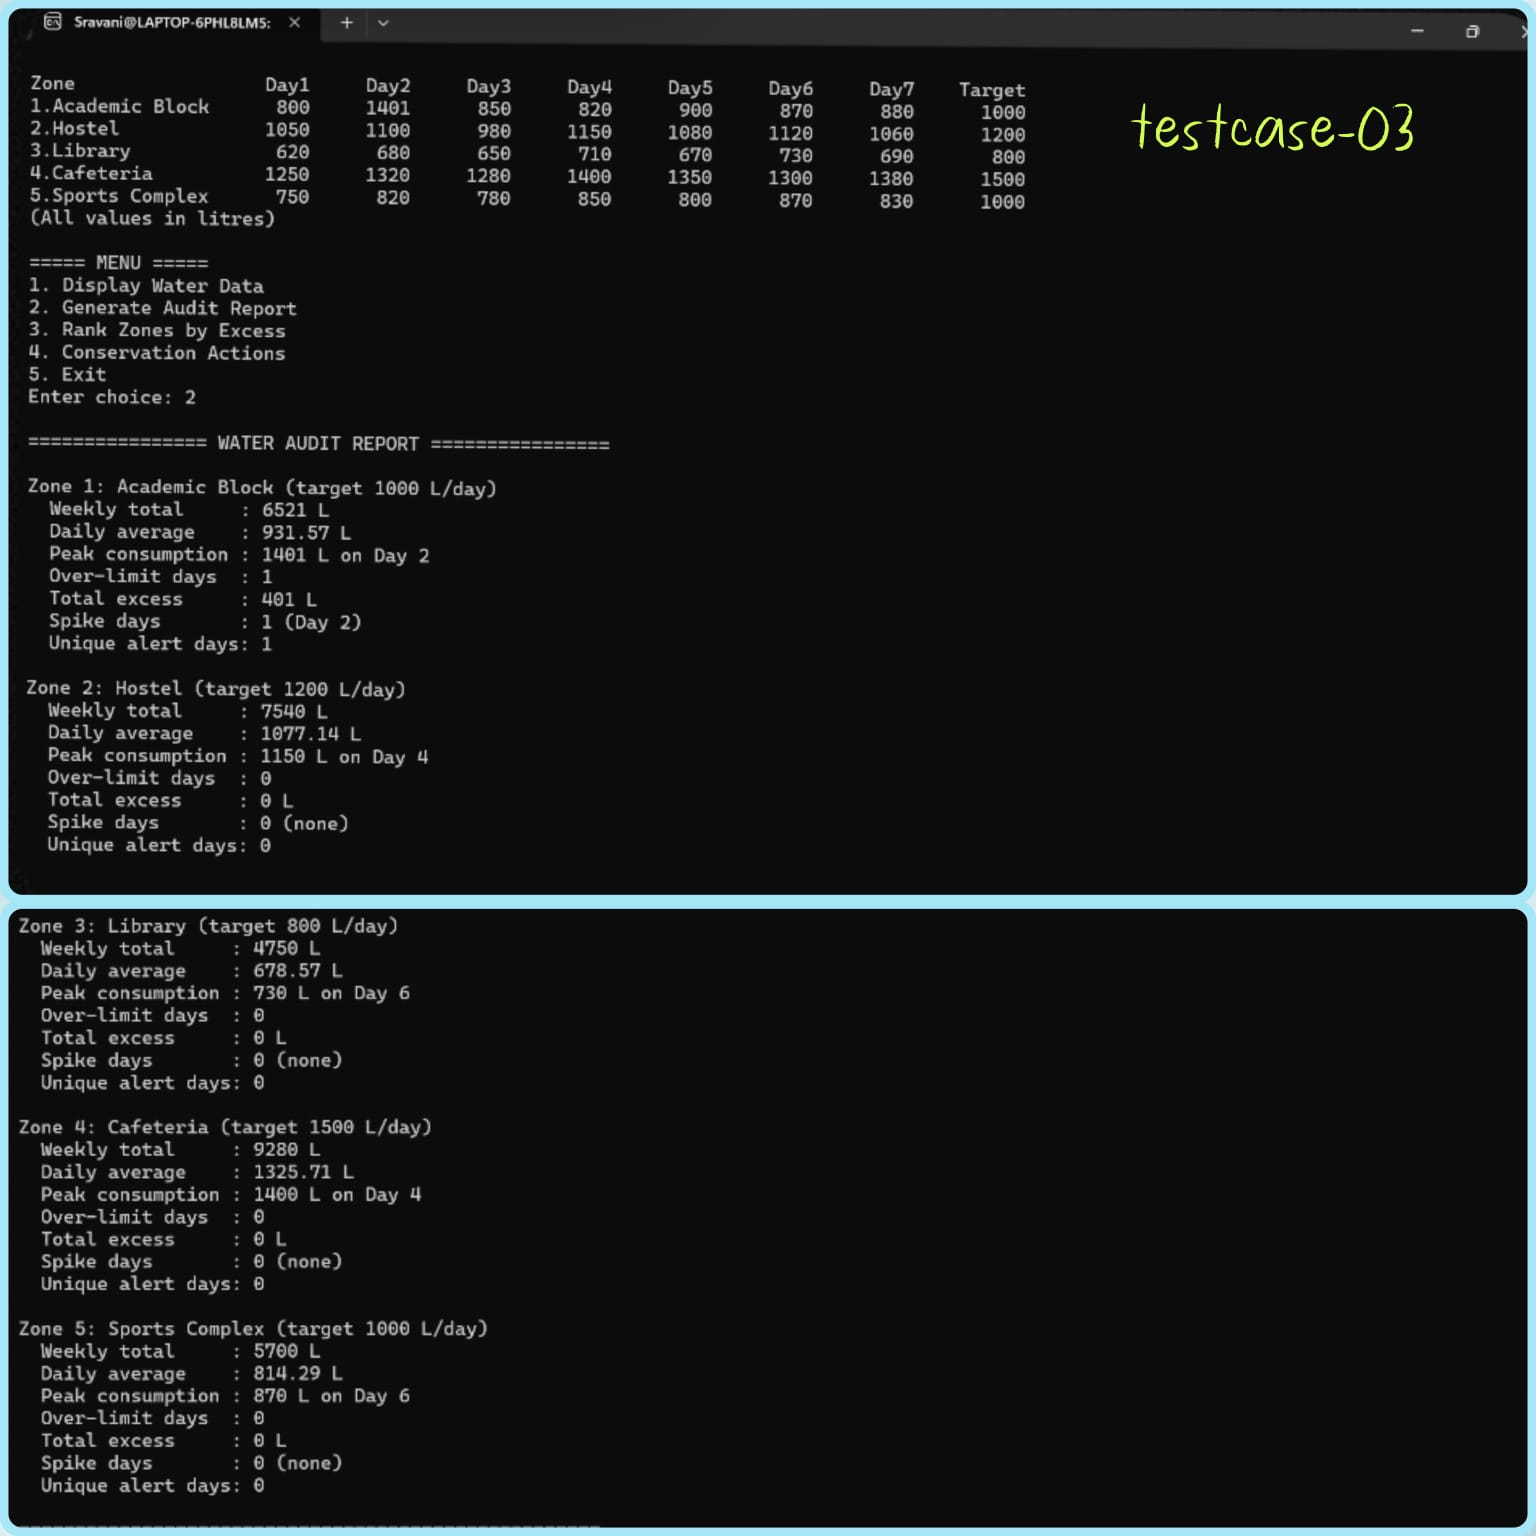 Sravani@LAPTOP-6PHL8LM5:
testcase-03
Zone Day1 Day2 Day3 Day4 Day5 Day6 Day7 Target
1.Academic Block 800 1401 850 820 900 870 880 1000
2.Hostel 1050 1100 980 1150 1080 1120 1060 1200
3.Library 620 680 650 710 670 730 690 800
4.Cafeteria 1250 1320 1280 1400 1350 1300 1380 1500
5.Sports Complex 750 820 780 850 800 870 830 1000
(All values in litres)
===== MENU =====
1. Display Water Data
2. Generate Audit Report
3. Rank Zones by Excess
4. Conservation Actions
5. Exit
Enter choice: 2
================ WATER AUDIT REPORT ================
Zone 1: Academic Block (target 1000 L/day)
Weekly total : 6521 L
Daily average : 931.57 L
Peak consumption : 1401 L on Day 2
Over-limit days : 1
Total excess : 401 L
Spike days : 1 (Day 2)
Unique alert days: 1
Zone 2: Hostel (target 1200 L/day)
Weekly total : 7540 L
Daily average : 1077.14 L
Peak consumption : 1150 L on Day 4
Over-limit days : 0
Total excess : 0 L
Spike days : 0 (none)
Unique alert days: 0
Zone 3: Library (target 800 L/day)
Weekly total : 4750 L
Daily average : 678.57 L
Peak consumption : 730 L on Day 6
Over-limit days : 0
Total excess : 0 L
Spike days : 0 (none)
Unique alert days: 0
Zone 4: Cafeteria (target 1500 L/day)
Weekly total : 9280 L
Daily average : 1325.71 L
Peak consumption : 1400 L on Day 4
Over-limit days : 0
Total excess : 0 L
Spike days : 0 (none)
Unique alert days: 0
Zone 5: Sports Complex (target 1000 L/day)
Weekly total : 5700 L
Daily average : 814.29 L
Peak consumption : 870 L on Day 6
Over-limit days : 0
Total excess : 0 L
Spike days : 0 (none)
Unique alert days: 0